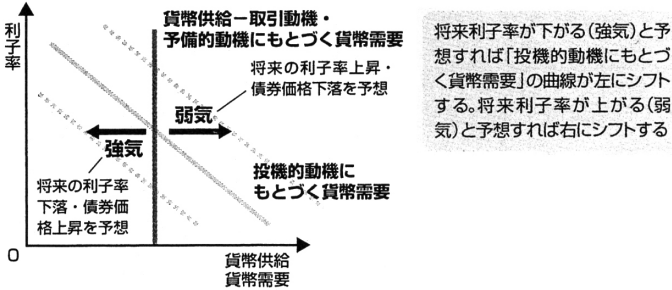 利子率
貨幣供給ー取引動機・
予備的動機にもとづく貨幣需要
将来の利子率上昇・
債券価格下落を予想
弱気
強気
将来の利子率
下落・債券価
格上昇を予想
投機的動機に
もとづく貨幣需要
0
貨幣供給
貨幣需要
将来利子率が下がる(強気)と予
想すれば「投機的動機にもとづ
く貨幣需要」の曲線が左にシフト
する。将来利子率が上がる(弱
気)と予想すれば右にシフトする